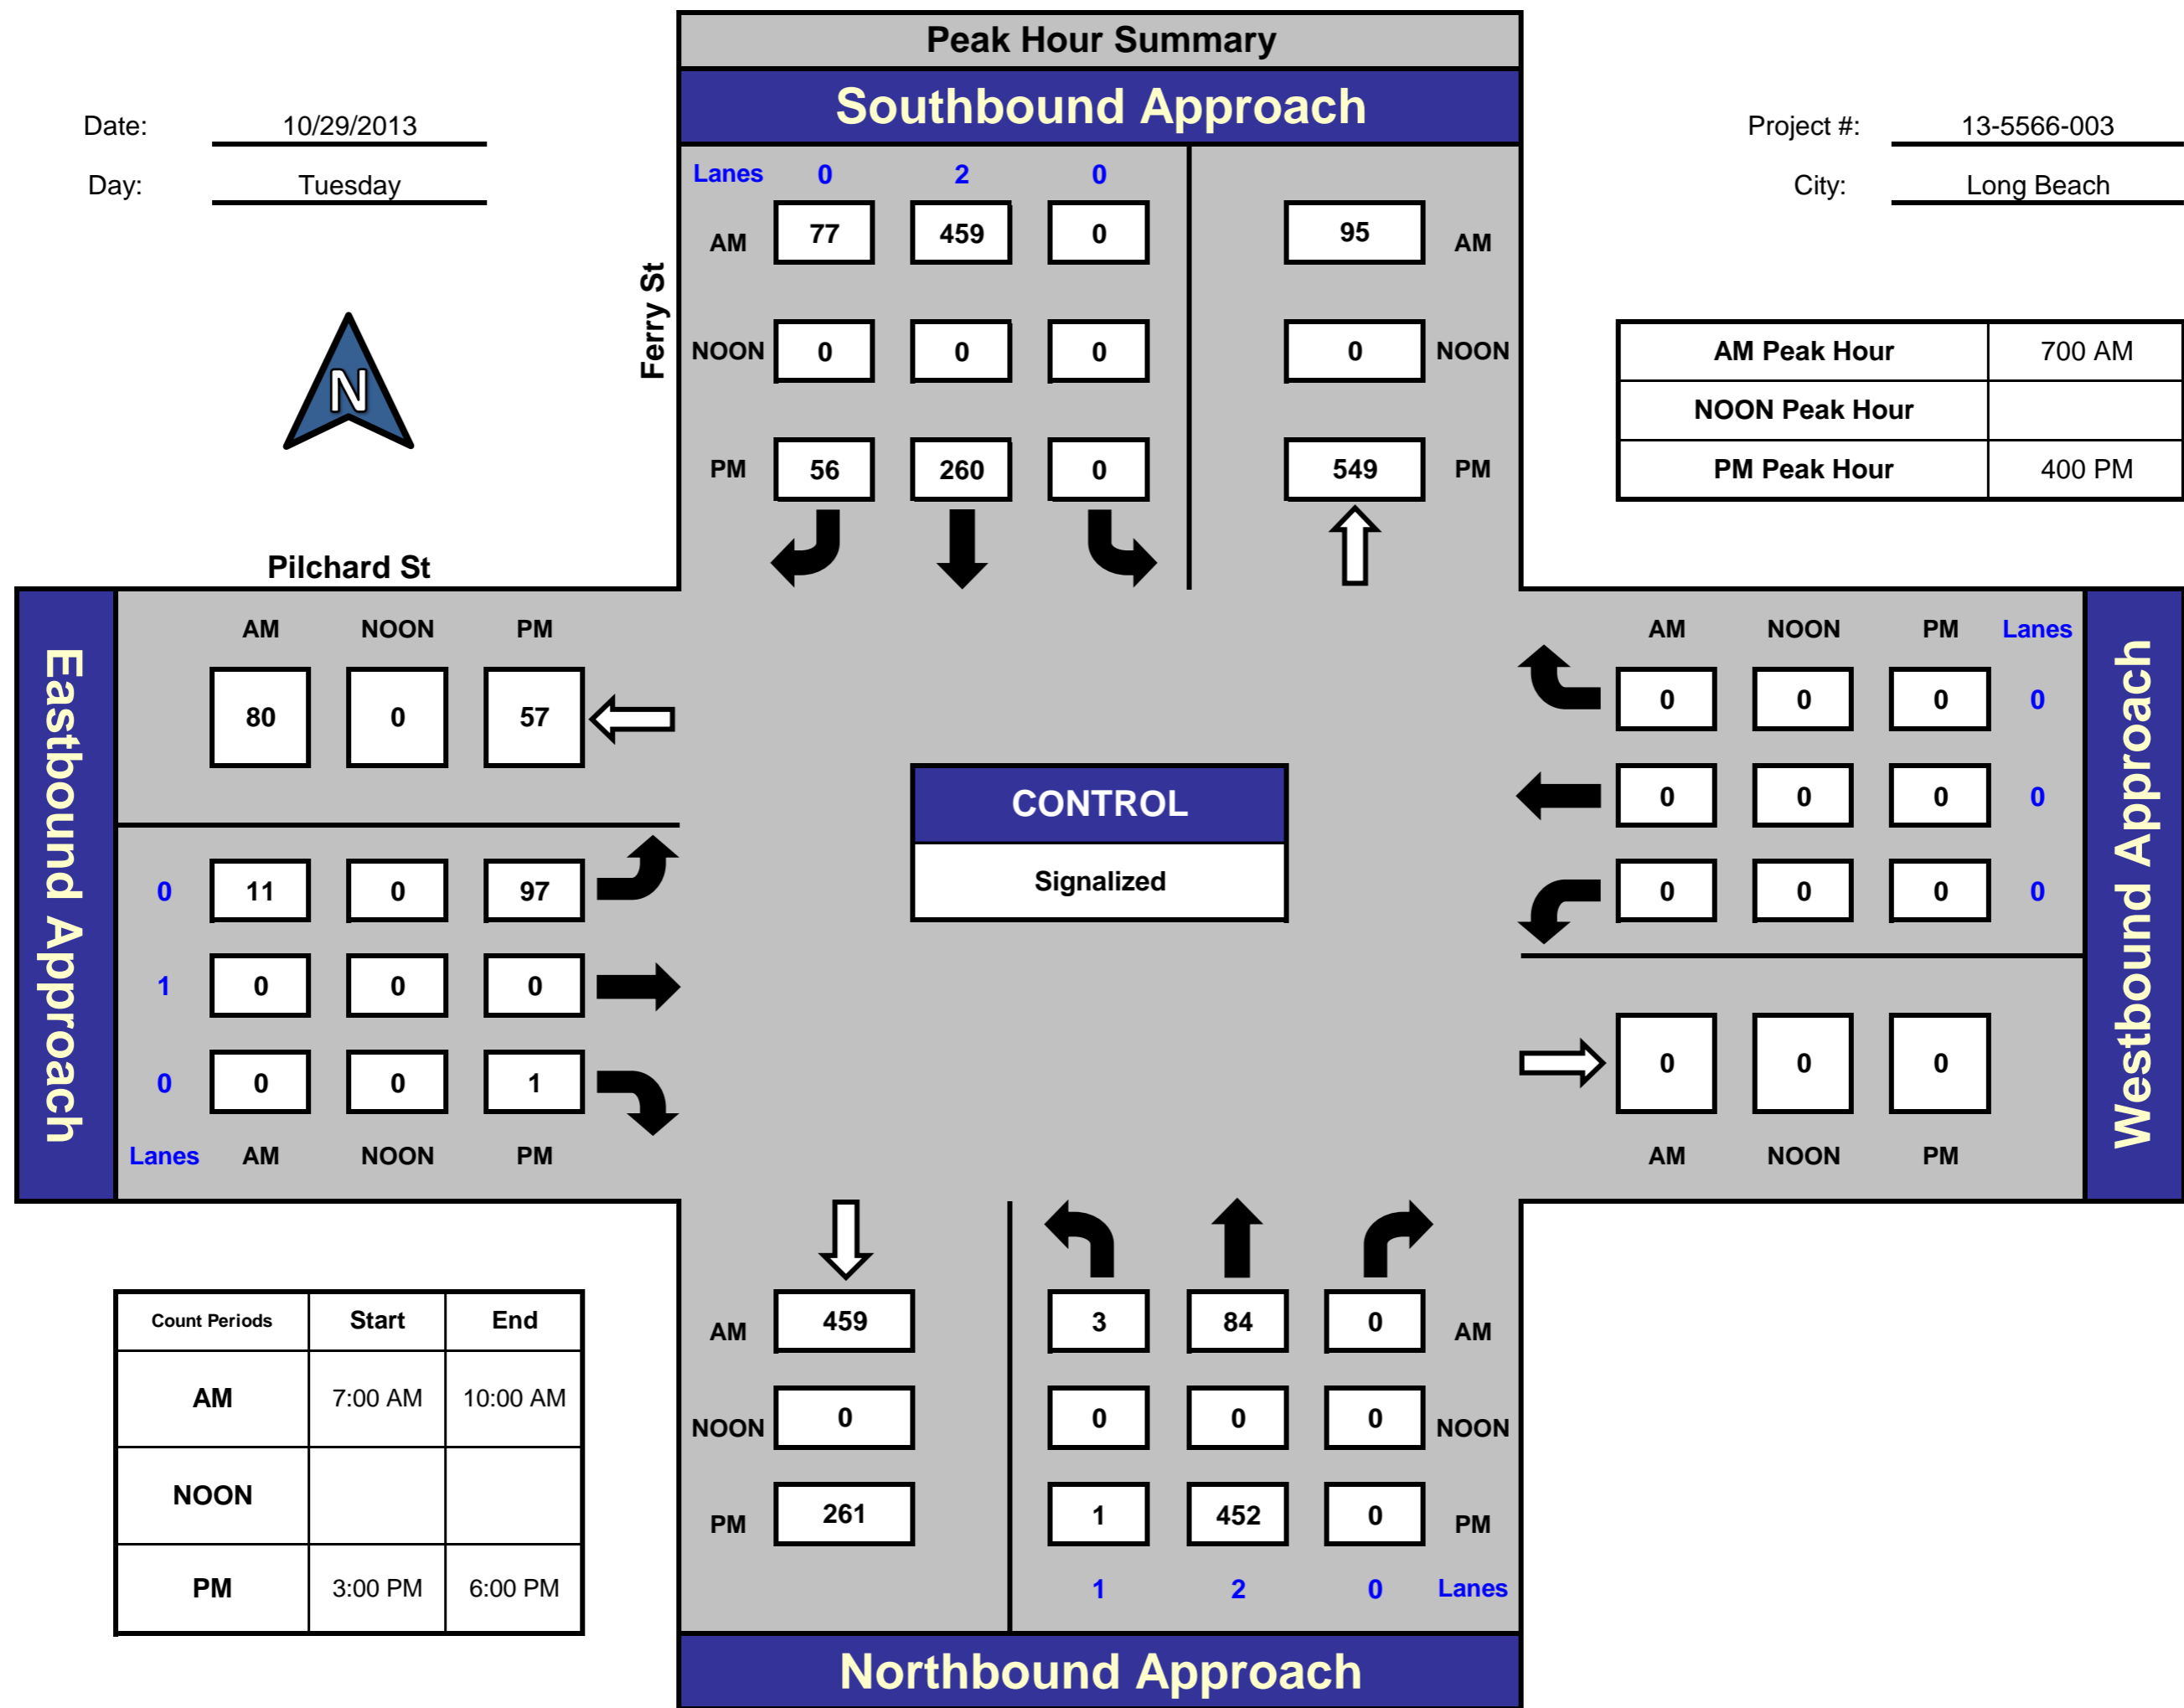 Peak Hour Summary
Southbound Approach
Date: 10/29/2013
Project #: 13-5566-003
Day: Tuesday
City: Long Beach
Lanes 0 2 0
AM 77 459 0 95 AM
Ferry St
NOON 0 0 0 0 NOON
PM 56 260 0 549 PM
N
AM Peak Hour 700 AM
NOON Peak Hour
PM Peak Hour 400 PM
Pilchard St
Eastbound Approach
AM NOON PM
80 0 57
0 11 0 97
1 0 0 0
0 0 0 1
Lanes AM NOON PM
CONTROL
Signalized
AM NOON PM Lanes
0 0 0 0
0 0 0 0
0 0 0 0
0 0 0
AM NOON PM
Westbound Approach
Count Periods Start End
AM 7:00 AM 10:00 AM
NOON
PM 3:00 PM 6:00 PM
AM 459 3 84 0 AM
NOON 0 0 0 0 NOON
PM 261 1 452 0 PM
1 2 0 Lanes
Northbound Approach